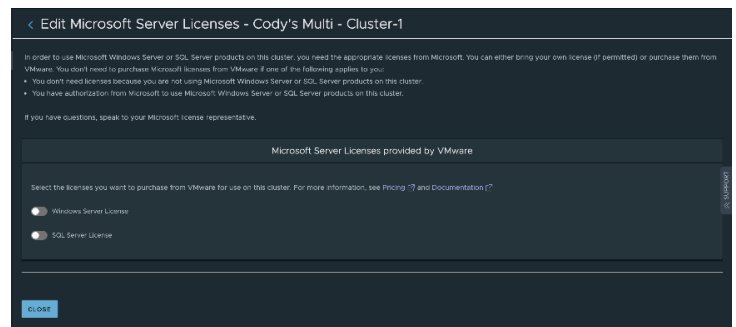 Edit Microsoft Server Licenses - Cody's Multi - Cluster-1
In order to use Microsoft Windows Server or SQL Server products on this cluster, you need the appropriate licenses from Microsoft. You can either bring your own license (if permitted) or purchase them from
VMware. You don't need to purchase Microsoft licenses from VMware if one of the following applies to you:
• You don't need licenses because you are not using Microsoft Windows Server or SQL Server products on this cluster.
• You have authorization from Microsoft to use Microsoft Windows Server or SQL Server products on this cluster.
If you have questions, speak to your Microsoft license representative.
Microsoft Server Licenses provided by VMware
Select the licenses you want to purchase from VMware for use on this cluster. For more information, see Pricing and Documentation
Windows Server License
SQL Server License
SUPPORT
CLOSE